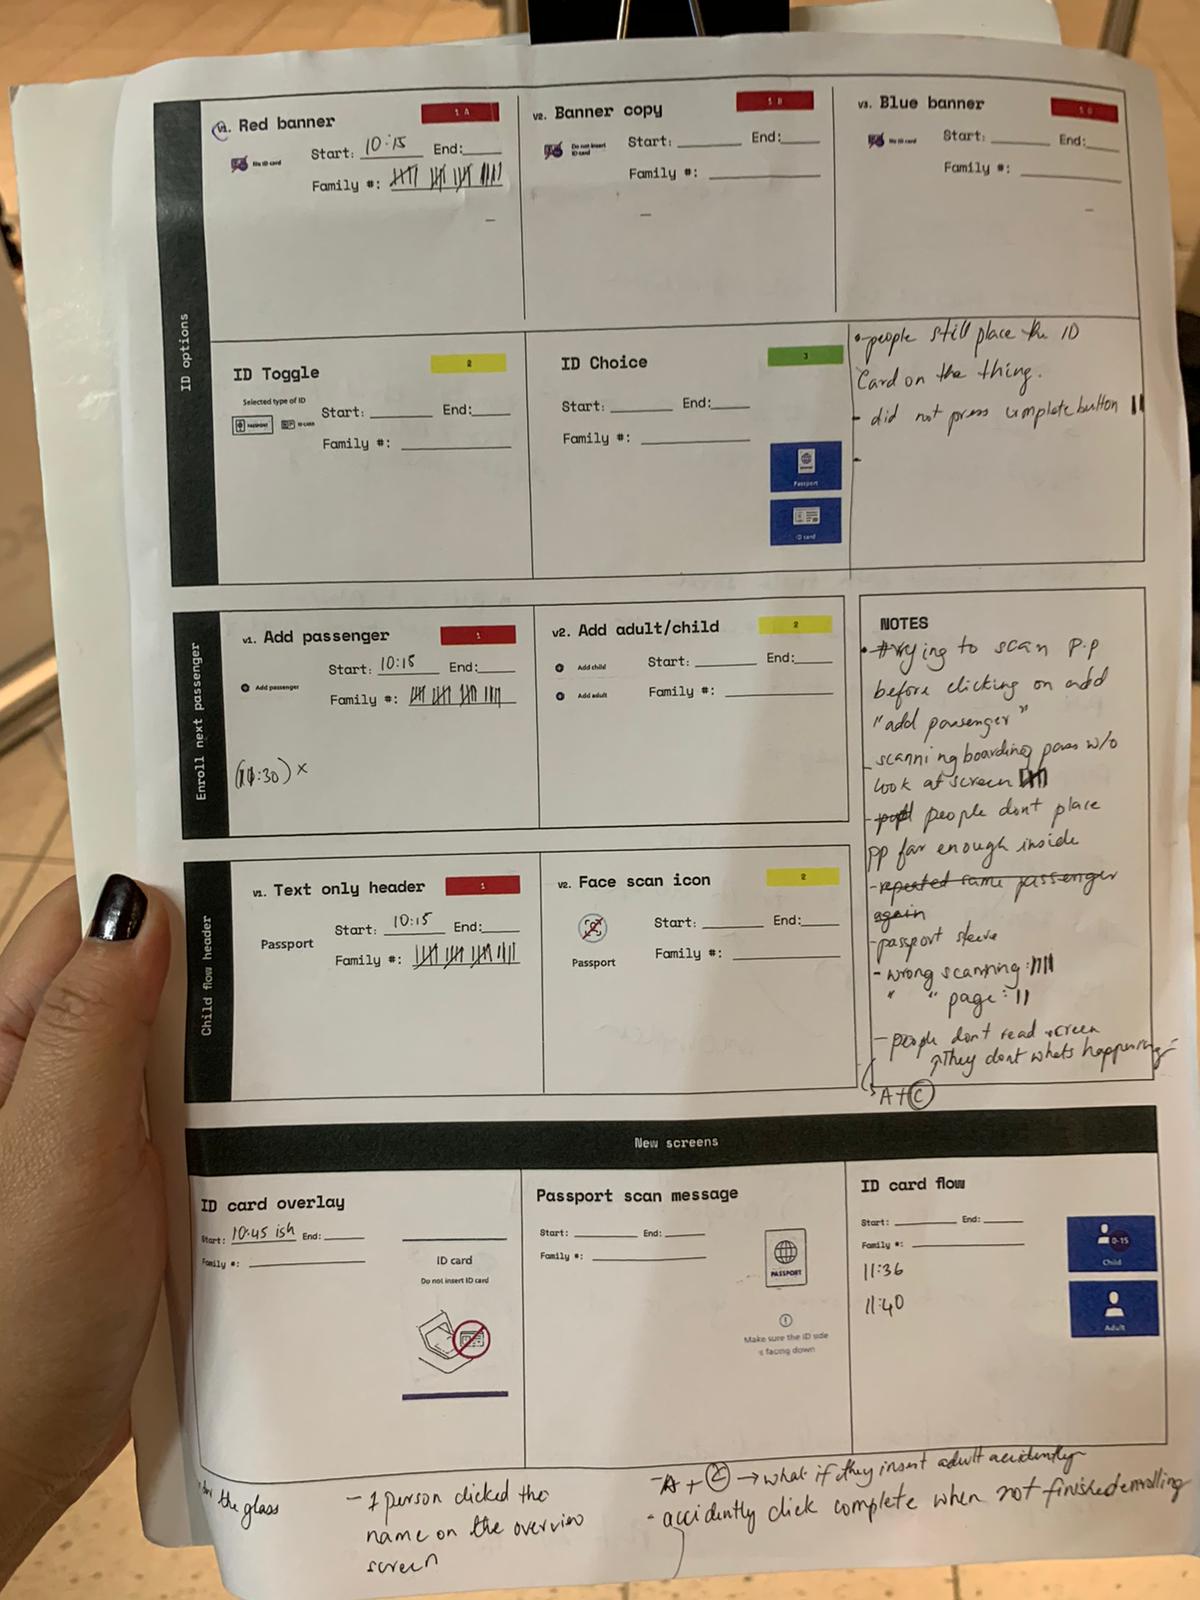 ID options
v1. Red banner
1 A
No ID card
Start: 10:15 End:
Family #:
v2. Banner copy
1 B
Do not insert
ID card
Start: End:
Family #:
v3. Blue banner
No ID card
Start: End:
Family #:
ID Toggle
2
Selected type of ID
PASSPORT
ID CARD
Start: End:
Family #:
ID Choice
3
Start: End:
Family #:
Passport
ID card
people still place the ID
Card on the thing.
- did not press complete button
Enroll next passenger
v1. Add passenger
1
Add passenger
Start: 10:15 End:
Family #:
v2. Add adult/child
2
Add child
Add adult
Start: End:
Family #:
NOTES
trying to scan P.P
before clicking on add
"add passenger"
- scanning boarding pass w/o
look at screen
- people dont place
pp far enough inside
- repeated same passenger
again
- passport sleeve
- wrong scanning:
" " page:
- people don't read screen
They dont whats happening
A + C
Child flow header
v1. Text only header
1
Passport
Start: 10:15 End:
Family #:
v2. Face scan icon
2
Passport
Start: End:
Family #:
New screens
ID card overlay
Start: 10:45 ish End:
Family #:
ID card
Do not insert ID card
Passport scan message
Start: End:
Family #:
PASSPORT
Make sure the ID side
is facing down
ID card flow
Start: End:
Family #:
11:36
11:40
0-15
Child
Adult
the glass
- 1 person clicked the
name on the overview
screen
- A + C → what if they insert adult accidently
- accidently click complete when not finished enrolling